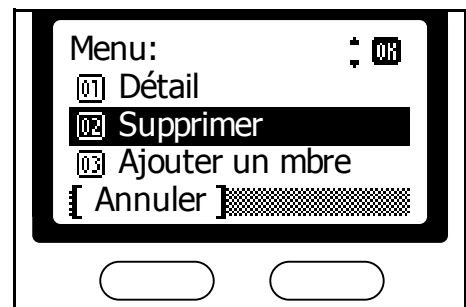 Menu: OK
01 Détail
02 Supprimer
03 Ajouter un mbre
[ Annuler ]